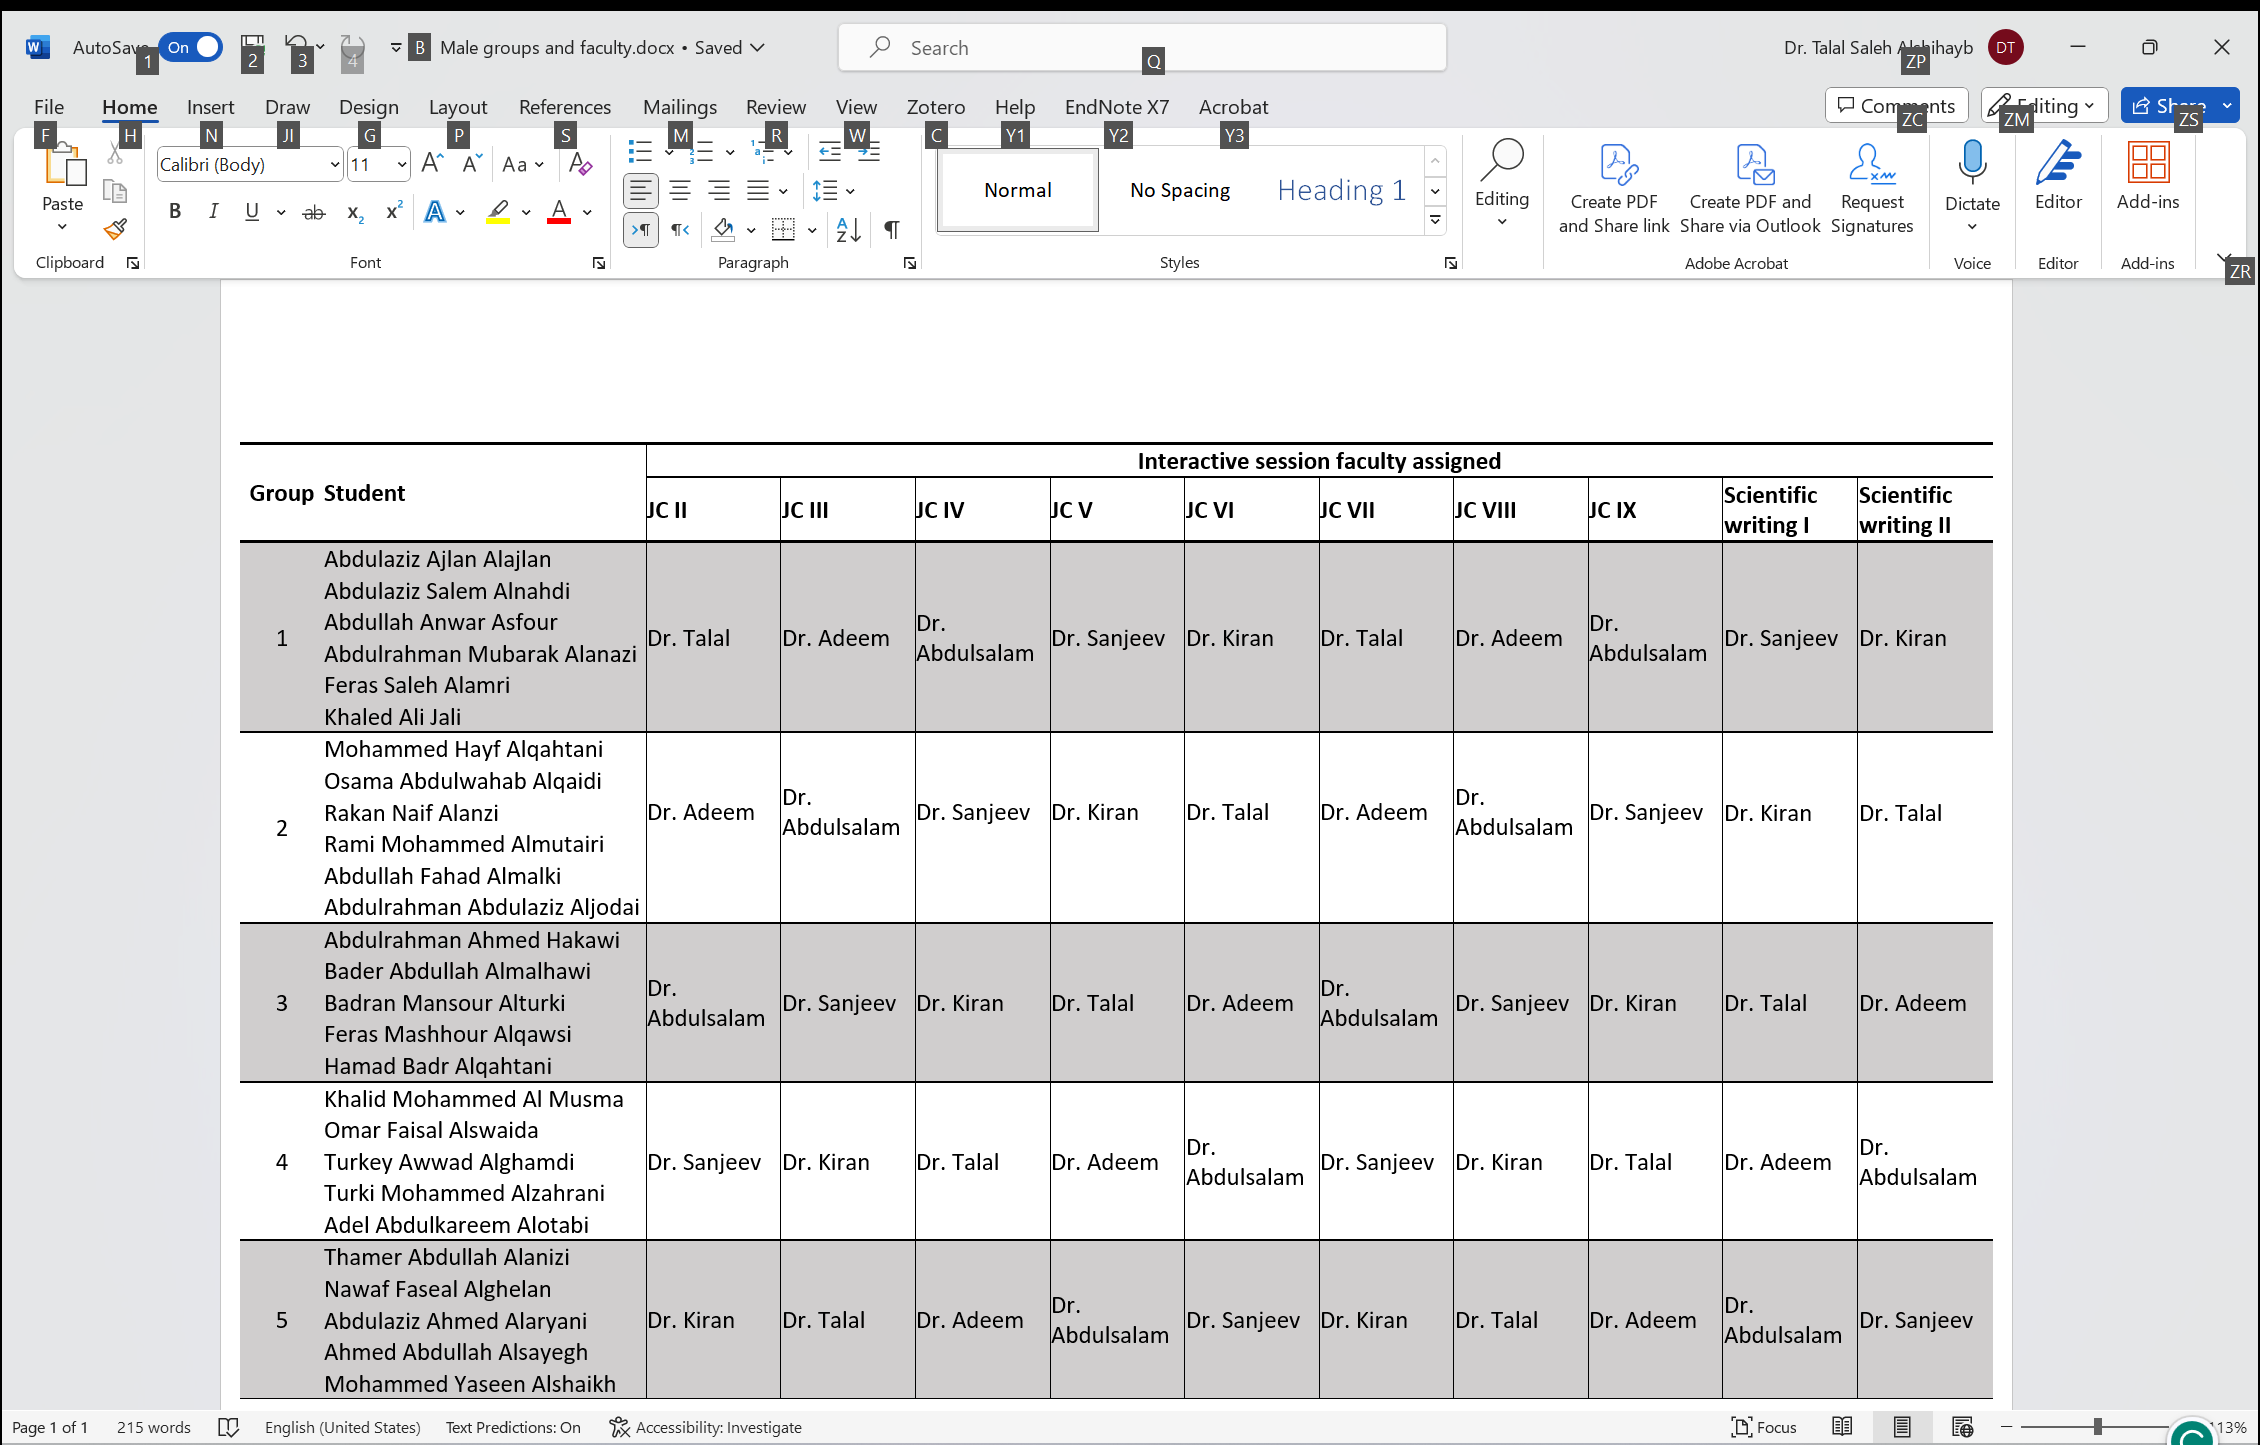 AutoSave On Male groups and faculty.docx • Saved Search Dr. Talal Saleh Alshihayb DT
1 2 3 4 B Q ZP
File Home Insert Draw Design Layout References Mailings Review View Zotero Help EndNote X7 Acrobat Comments Editing Share
F H N JI G P S M R W C Y1 Y2 Y3 ZC ZM ZS
Paste Calibri (Body) 11 Normal No Spacing Heading 1 Editing Create PDF and Share link Create PDF and Share via Outlook Request Signatures Dictate Editor Add-ins
Clipboard Font Paragraph Styles Adobe Acrobat Voice Editor Add-ins ZR
Interactive session faculty assigned
Group Student JC II JC III JC IV JC V JC VI JC VII JC VIII JC IX Scientific writing I Scientific writing II
Abdulaziz Ajlan Alajlan
Abdulaziz Salem Alnahdi
Abdullah Anwar Asfour
1 Abdulrahman Mubarak Alanazi Dr. Talal Dr. Adeem Dr. Abdulsalam Dr. Sanjeev Dr. Kiran Dr. Talal Dr. Adeem Dr. Abdulsalam Dr. Sanjeev Dr. Kiran
Feras Saleh Alamri
Khaled Ali Jali
Mohammed Hayf Alqahtani
Osama Abdulwahab Alqaidi
Rakan Naif Alanzi
2 Rami Mohammed Almutairi Dr. Adeem Dr. Abdulsalam Dr. Sanjeev Dr. Kiran Dr. Talal Dr. Adeem Dr. Abdulsalam Dr. Sanjeev Dr. Kiran Dr. Talal
Abdullah Fahad Almalki
Abdulrahman Abdulaziz Aljodai
Abdulrahman Ahmed Hakawi
Bader Abdullah Almalhawi
3 Badran Mansour Alturki Dr. Abdulsalam Dr. Sanjeev Dr. Kiran Dr. Talal Dr. Adeem Dr. Abdulsalam Dr. Sanjeev Dr. Kiran Dr. Talal Dr. Adeem
Feras Mashhour Alqawsi
Hamad Badr Alqahtani
Khalid Mohammed Al Musma
Omar Faisal Alswaida
4 Turkey Awwad Alghamdi Dr. Sanjeev Dr. Kiran Dr. Talal Dr. Adeem Dr. Abdulsalam Dr. Sanjeev Dr. Kiran Dr. Talal Dr. Adeem Dr. Abdulsalam
Turki Mohammed Alzahrani
Adel Abdulkareem Alotabi
Thamer Abdullah Alanizi
Nawaf Faseal Alghelan
5 Abdulaziz Ahmed Alaryani Dr. Kiran Dr. Talal Dr. Adeem Dr. Abdulsalam Dr. Sanjeev Dr. Kiran Dr. Talal Dr. Adeem Dr. Abdulsalam Dr. Sanjeev
Ahmed Abdullah Alsayegh
Mohammed Yaseen Alshaikh
Page 1 of 1 215 words English (United States) Text Predictions: On Accessibility: Investigate Focus 113%